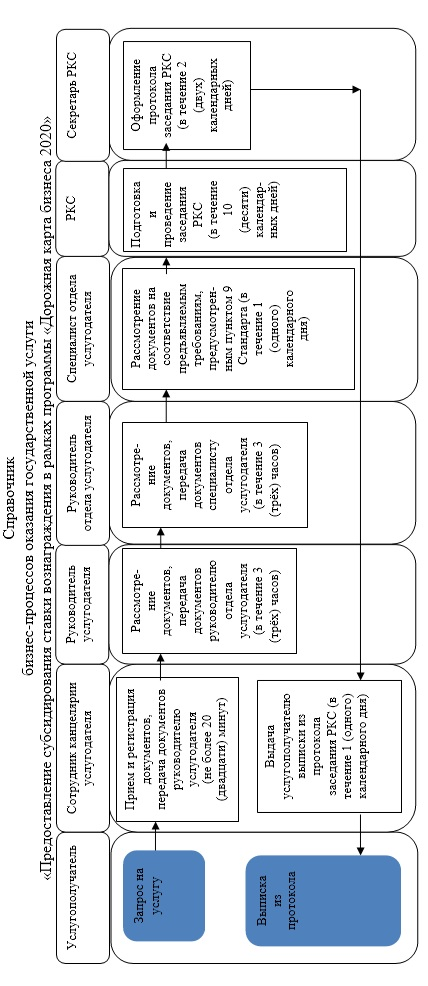 Справочник
бизнес-процессов оказания государственной услуги
«Предоставление субсидирования ставки вознаграждения в рамках программы «Дорожная карта бизнеса 2020»
Услугополучатель
Сотрудник канцелярии
услугодателя
Руководитель
услугодателя
Руководитель
отдела услугодателя
Специалист отдела
услугодателя
РКС
Секретарь РКС
Запрос на
услугу
Прием и регистрация
документов,
передача документов
руководителю
услугодателя
(не более 20
(двадцати) минут)
Рассмотре-
ние
документов,
передача
документов
руководителю
отдела
услугодателя
(в течение 3
(трёх) часов)
Рассмотре-
ние
документов,
передача
документов
специалисту
отдела
услугодателя
(в течение 3
(трёх) часов)
Рассмотрение
документов на
соответствие
предъявляемым
требованиям,
предусмотрен-
ным пунктом 9
Стандарта (в
течение 1
(одного)
календарного
дня)
Подготовка
и
проведение
заседания
РКС
(в течение
10
(десяти)
календар-
ных дней)
Оформление
протокола
заседания РКС
(в течение 2
(двух)
календарных
дней)
Выдача
услугополучателю
выписки из
протокола
заседания РКС (в
течение 1 (одного)
календарного дня)
Выписка
из
протокола